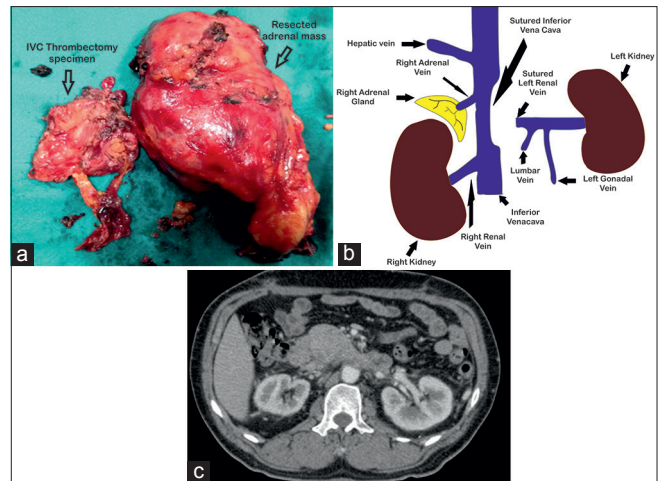 IVC Thrombectomy
specimen
Resected
adrenal mass
a
Hepatic vein
Right Adrenal
Vein
Right Adrenal
Gland
Sutured Inferior
Vena Cava
Sutured
Left Renal
Vein
Left Kidney
Lumbar
Vein
Left Gonadal
Vein
Inferior
Venacava
Right Renal
Vein
Right Kidney
b
c